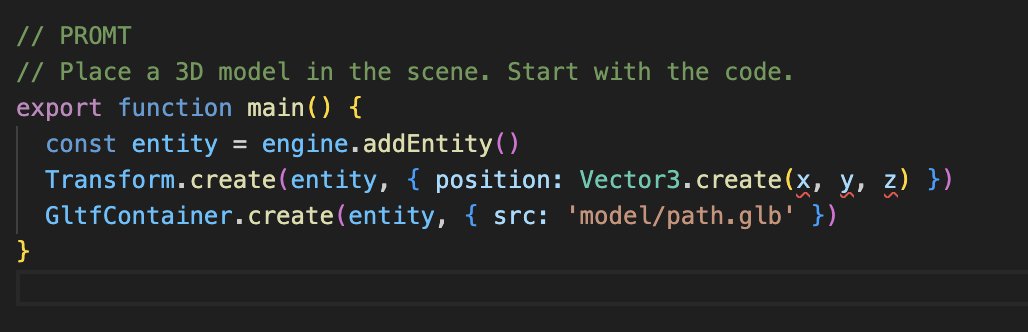 // PROMT
// Place a 3D model in the scene. Start with the code.
export function main() {
  const entity = engine.addEntity()
  Transform.create(entity, { position: Vector3.create(x, y, z) })
  GltfContainer.create(entity, { src: 'model/path.glb' })
}